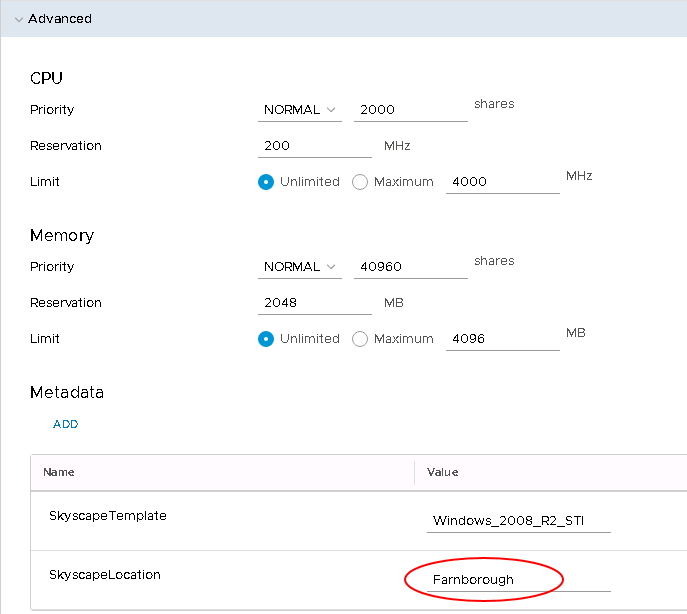 Advanced
CPU
Priority NORMAL 2000 shares
Reservation 200 MHz
Limit Unlimited Maximum 4000 MHz
Memory
Priority NORMAL 40960 shares
Reservation 2048 MB
Limit Unlimited Maximum 4096 MB
Metadata
ADD
Name Value
SkyscapeTemplate Windows_2008_R2_STI
SkyscapeLocation Farnborough